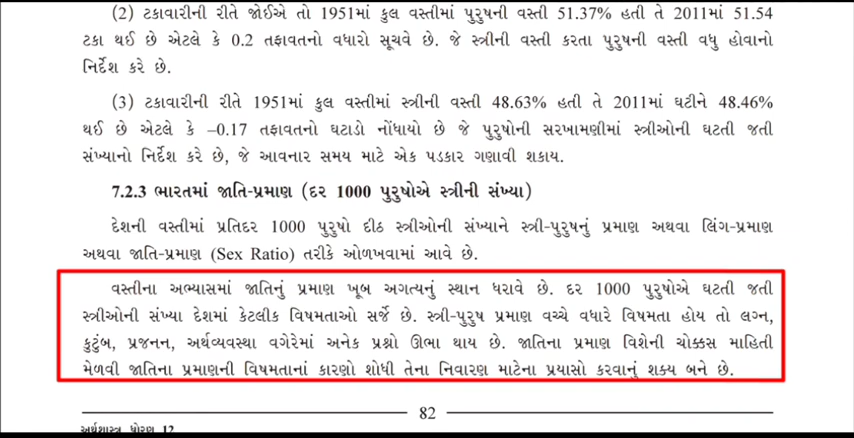 (2) ટકાવારીની રીતે જોઈએ તો 1951માં કુલ વસ્તીમાં પુરુષની વસ્તી 51.37% હતી તે 2011માં 51.54
ટકા થઈ છે એટલે કે 0.2 તફાવતનો વધારો સૂચવે છે. જે સ્ત્રીની વસ્તી કરતા પુરુષની વસ્તી વધુ હોવાનો
નિર્દેશ કરે છે.
(3) ટકાવારીની રીતે 1951માં કુલ વસ્તીમાં સ્ત્રીની વસ્તી 48.63% હતી તે 2011માં ઘટીને 48.46%
થઈ છે એટલે કે –0.17 તફાવતનો ઘટાડો નોંધાયો છે જે પુરુષોની સરખામણીમાં સ્ત્રીઓની ઘટતી જતી
સંખ્યાનો નિર્દેશ કરે છે, જે આવનાર સમય માટે એક પડકાર ગણાવી શકાય.
7.2.3 ભારતમાં જાતિ-પ્રમાણ (દર 1000 પુરુષોએ સ્ત્રીની સંખ્યા)
દેશની વસ્તીમાં પ્રતિદર 1000 પુરુષો દીઠ સ્ત્રીઓની સંખ્યાને સ્ત્રી-પુરુષનું પ્રમાણ અથવા લિંગ-પ્રમાણ
અથવા જાતિ-પ્રમાણ (Sex Ratio) તરીકે ઓળખવામાં આવે છે.
વસ્તીના અભ્યાસમાં જાતિનું પ્રમાણ ખૂબ અગત્યનું સ્થાન ધરાવે છે. દર 1000 પુરુષોએ ઘટતી જતી
સ્ત્રીઓની સંખ્યા દેશમાં કેટલીક વિષમતાઓ સર્જે છે. સ્ત્રી-પુરુષ પ્રમાણ વચ્ચે વધારે વિષમતા હોય તો લગ્ન,
કુટુંબ, પ્રજનન, અર્થવ્યવસ્થા વગેરેમાં અનેક પ્રશ્નો ઊભા થાય છે. જાતિના પ્રમાણ વિશેની ચોક્કસ માહિતી
મેળવી જાતિના પ્રમાણની વિષમતાનાં કારણો શોધી તેના નિવારણ માટેના પ્રયાસો કરવાનું શક્ય બને છે.
82
અર્થશાસ્ત્ર ધોરણ 12